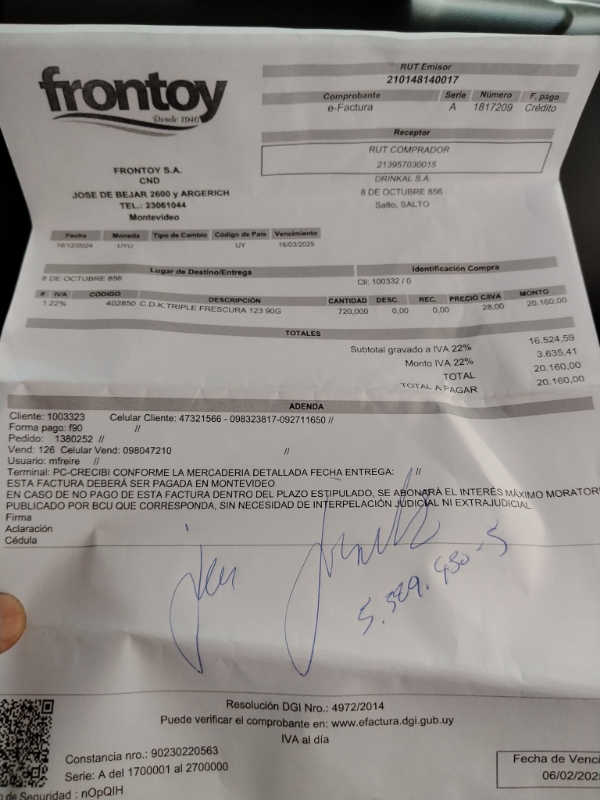 frontoy
Desde 1946
RUT Emisor
210148140017
Comprobante Serie Número F. pago
e-Factura A 1817209 Crédito
Receptor
RUT COMPRADOR
213957030015
DRINKAL S.A.
8 DE OCTUBRE 856
Salto, SALTO
FRONTOY S.A.
CND
JOSE DE BEJAR 2600 y ARGERICH
TEL.: 23061044
Montevideo
Fecha Moneda Tipo de Cambio Código de País Vencimiento
16/12/2024 UYU UY 16/03/2025
Lugar de Destino/Entrega Identificación Compra
8 DE OCTUBRE 856 Cli: 100332 / 0
# IVA CÓDIGO DESCRIPCIÓN CANTIDAD DESC. REC. PRECIO C/IVA MONTO
1 22% 402850 C.D.K.TRIPLE FRESCURA 123 90G 720,000 0,00 0,00 28,00 20.160,00
TOTALES
Subtotal gravado a IVA 22% 16.524,59
Monto IVA 22% 3.635,41
TOTAL 20.160,00
TOTAL A PAGAR 20.160,00
ADENDA
Cliente: 1003323 Celular Cliente: 47321566 - 098323817-092711650 //
Forma pago: f90 //
Pedido: 1380252 //
Vend: 126 Celular Vend: 098047210 //
Usuario: mfreire //
Terminal: PC-CRECIBI CONFORME LA MERCADERIA DETALLADA FECHA ENTREGA: //
ESTA FACTURA DEBERÁ SER PAGADA EN MONTEVIDEO
EN CASO DE NO PAGO DE ESTA FACTURA DENTRO DEL PLAZO ESTIPULADO, SE ABONARÁ EL INTERÉS MÁXIMO MORATOR
PUBLICADO POR BCU QUE CORRESPONDA, SIN NECESIDAD DE INTERPELACIÓN JUDICIAL NI EXTRAJUDICIAL
Firma
Aclaración
Cédula
Resolución DGI Nro.: 4972/2014
Puede verificar el comprobante en: www.efactura.dgi.gub.uy
IVA al día
Constancia nro.: 90230220563
Serie: A del 1700001 al 2700000
de Seguridad : nOpQIH
Fecha de Venci
06/02/202